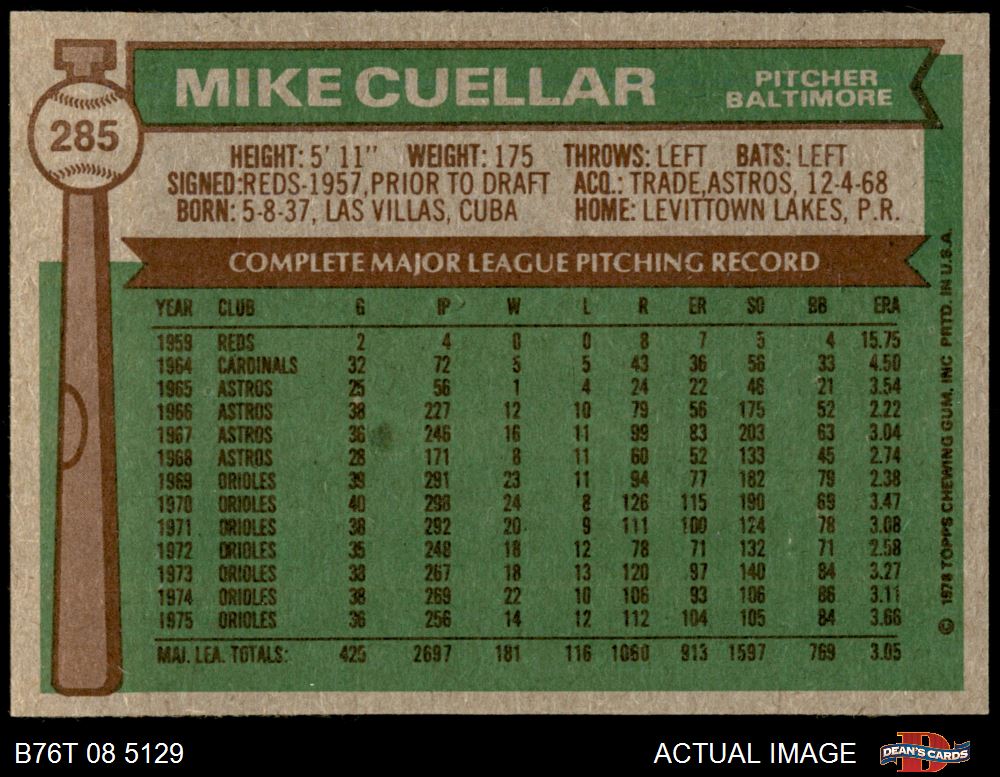 285
MIKE CUELLAR
PITCHER
BALTIMORE
HEIGHT: 5' 11" WEIGHT: 175 THROWS: LEFT BATS: LEFT
SIGNED: REDS-1957, PRIOR TO DRAFT ACQ.: TRADE, ASTROS, 12-4-68
BORN: 5-8-37, LAS VILLAS, CUBA HOME: LEVITTOWN LAKES, P.R.
COMPLETE MAJOR LEAGUE PITCHING RECORD
YEAR CLUB G IP W L R ER SO BB ERA
1959 REDS 2 4 0 0 8 7 5 4 15.75
1964 CARDINALS 32 72 5 5 43 36 56 33 4.50
1965 ASTROS 25 56 1 4 24 22 46 21 3.54
1966 ASTROS 38 227 12 10 79 56 175 52 2.22
1967 ASTROS 36 246 16 11 99 83 203 63 3.04
1968 ASTROS 28 171 8 11 60 52 133 45 2.74
1969 ORIOLES 39 291 23 11 94 77 182 79 2.38
1970 ORIOLES 40 298 24 8 126 115 190 69 3.47
1971 ORIOLES 38 292 20 9 111 100 124 78 3.08
1972 ORIOLES 35 248 18 12 78 71 132 71 2.58
1973 ORIOLES 38 267 18 13 120 97 140 84 3.27
1974 ORIOLES 38 269 22 10 106 93 106 86 3.11
1975 ORIOLES 36 256 14 12 112 104 105 84 3.66
MAJ. LEA. TOTALS: 425 2697 181 116 1060 913 1597 769 3.05
© 1976 TOPPS CHEWING GUM, INC PRTD. IN U.S.A.
B76T 08 5129
ACTUAL IMAGE
D
DEAN'S CARDS